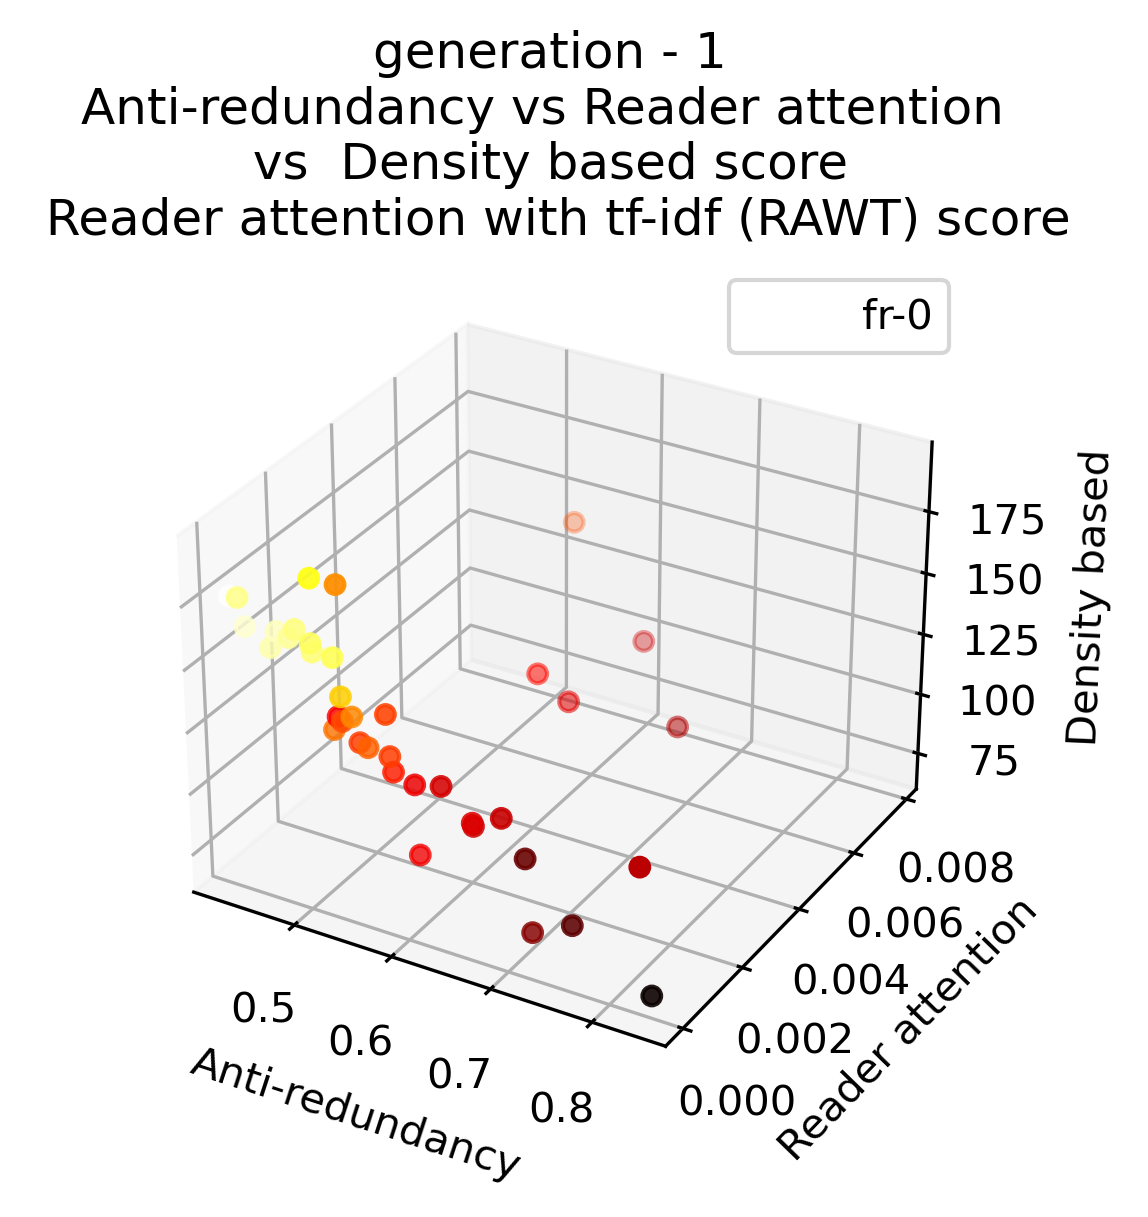 generation - 1
Anti-redundancy vs Reader attention
vs  Density based score
Reader attention with tf-idf (RAWT) score
fr-0
175
150
125
100
75
Density based
0.008
0.006
0.004
0.002
0.000
Reader attention
0.5
0.6
0.7
0.8
Anti-redundancy